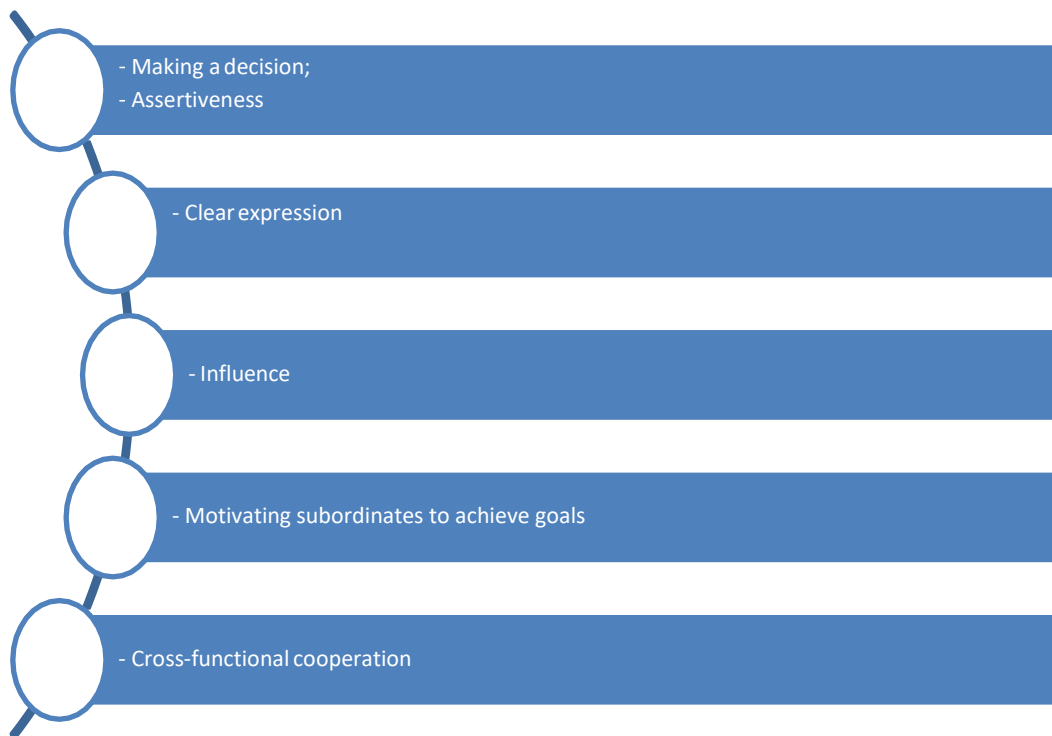 - Making a decision;
- Assertiveness
- Clear expression
- Influence
- Motivating subordinates to achieve goals
- Cross-functional cooperation